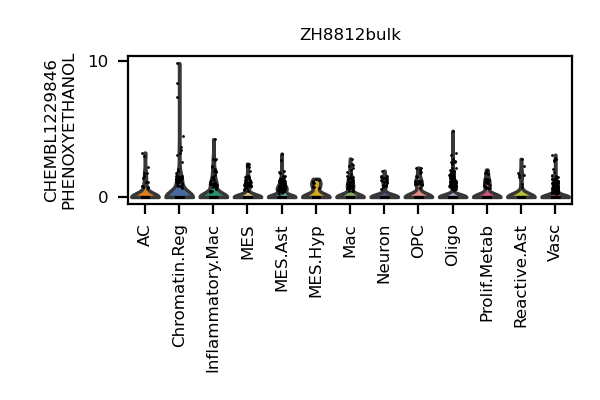 ZH8812bulk
CHEMBL1229846
PHENOXYETHANOL
10
0
AC
Chromatin.Reg
Inflammatory.Mac
MES
MES.Ast
MES.Hyp
Mac
Neuron
OPC
Oligo
Prolif.Metab
Reactive.Ast
Vasc